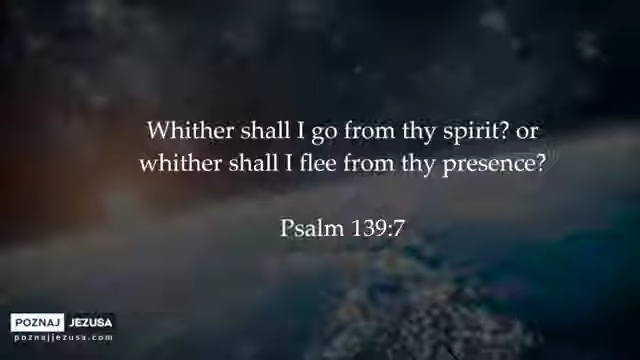 Whither shall I go from thy spirit? or
whither shall I flee from thy presence?
Psalm 139:7
POZNAJ JEZUSA
poznajjezusa.com